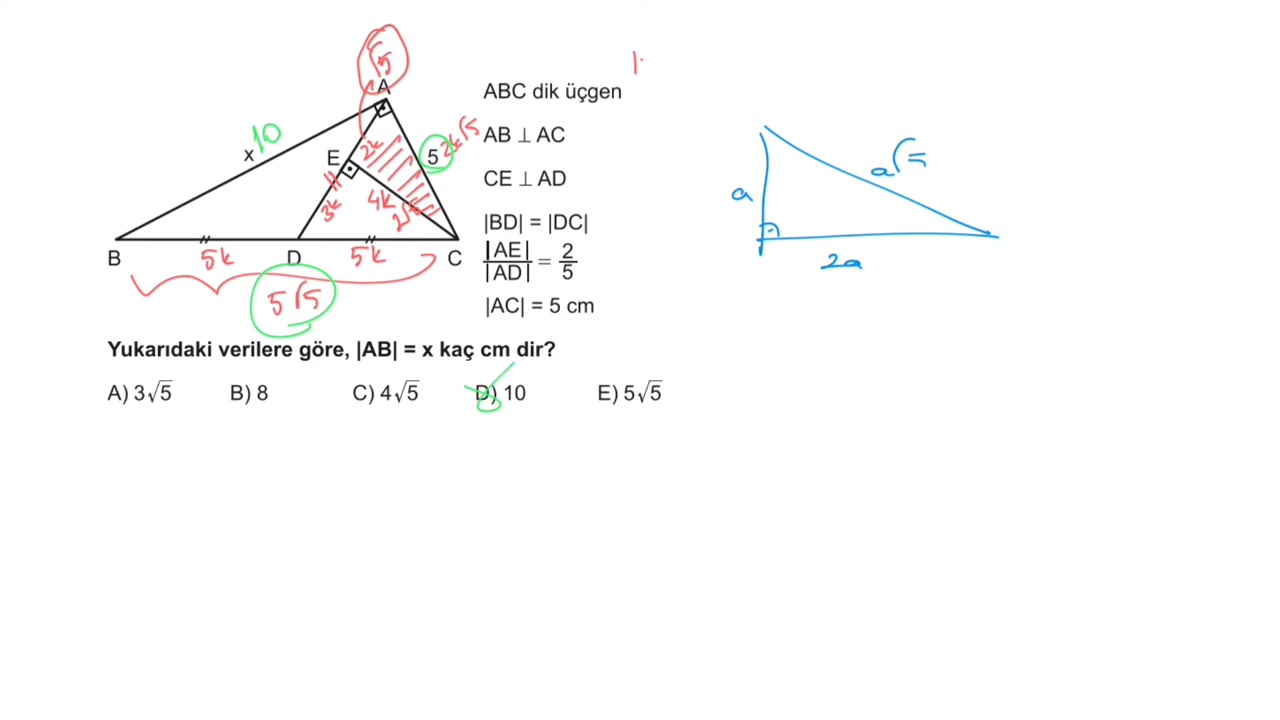 √5
A
ABC dik üçgen
10
x
E
2k
5
2k√5
AB ⊥ AC
a
a√5
3k
4k
2√5
CE ⊥ AD
B
5k
D
5k
C
|BD| = |DC|
2a
|AE| / |AD| = 2 / 5
5√5
|AC| = 5 cm
Yukarıdaki verilere göre, |AB| = x kaç cm dir?
A) 3√5 B) 8 C) 4√5 D) 10 E) 5√5